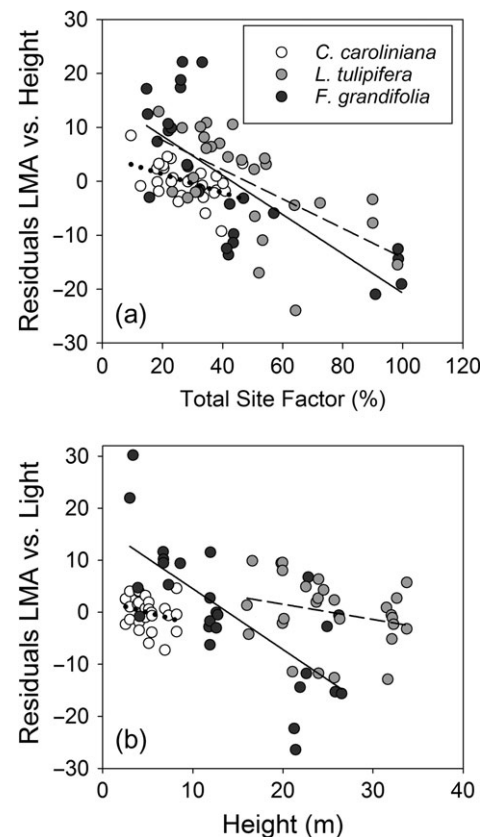 Residuals LMA vs. Height
30
20
10
0
−10
−20
−30
C. caroliniana
L. tulipifera
F. grandifolia
(a)
0 20 40 60 80 100 120
Total Site Factor (%)
Residuals LMA vs. Light
30
20
10
0
−10
−20
−30
(b)
0 10 20 30 40
Height (m)